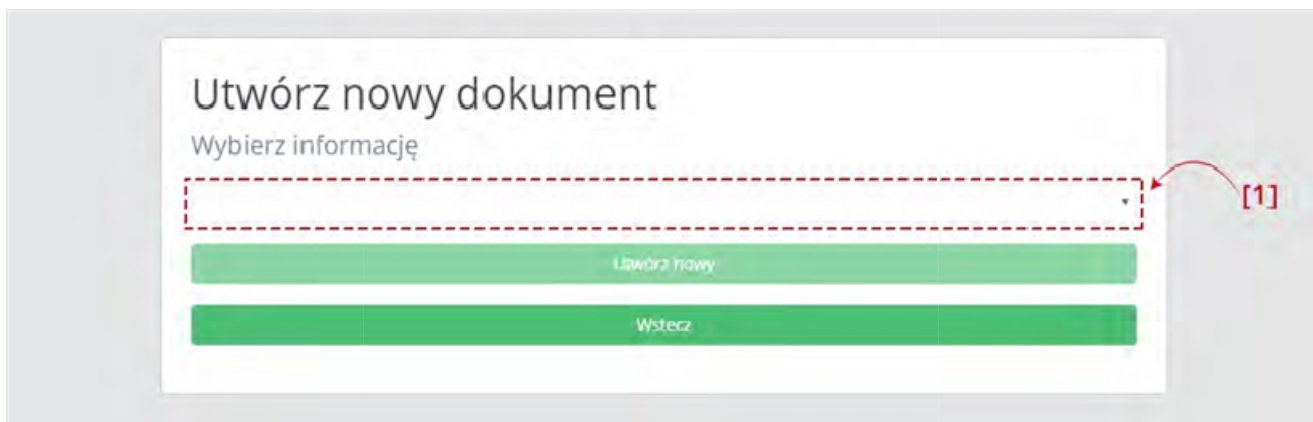 Utwórz nowy dokument
Wybierz informację
[1]
Utwórz nowy
Wstecz